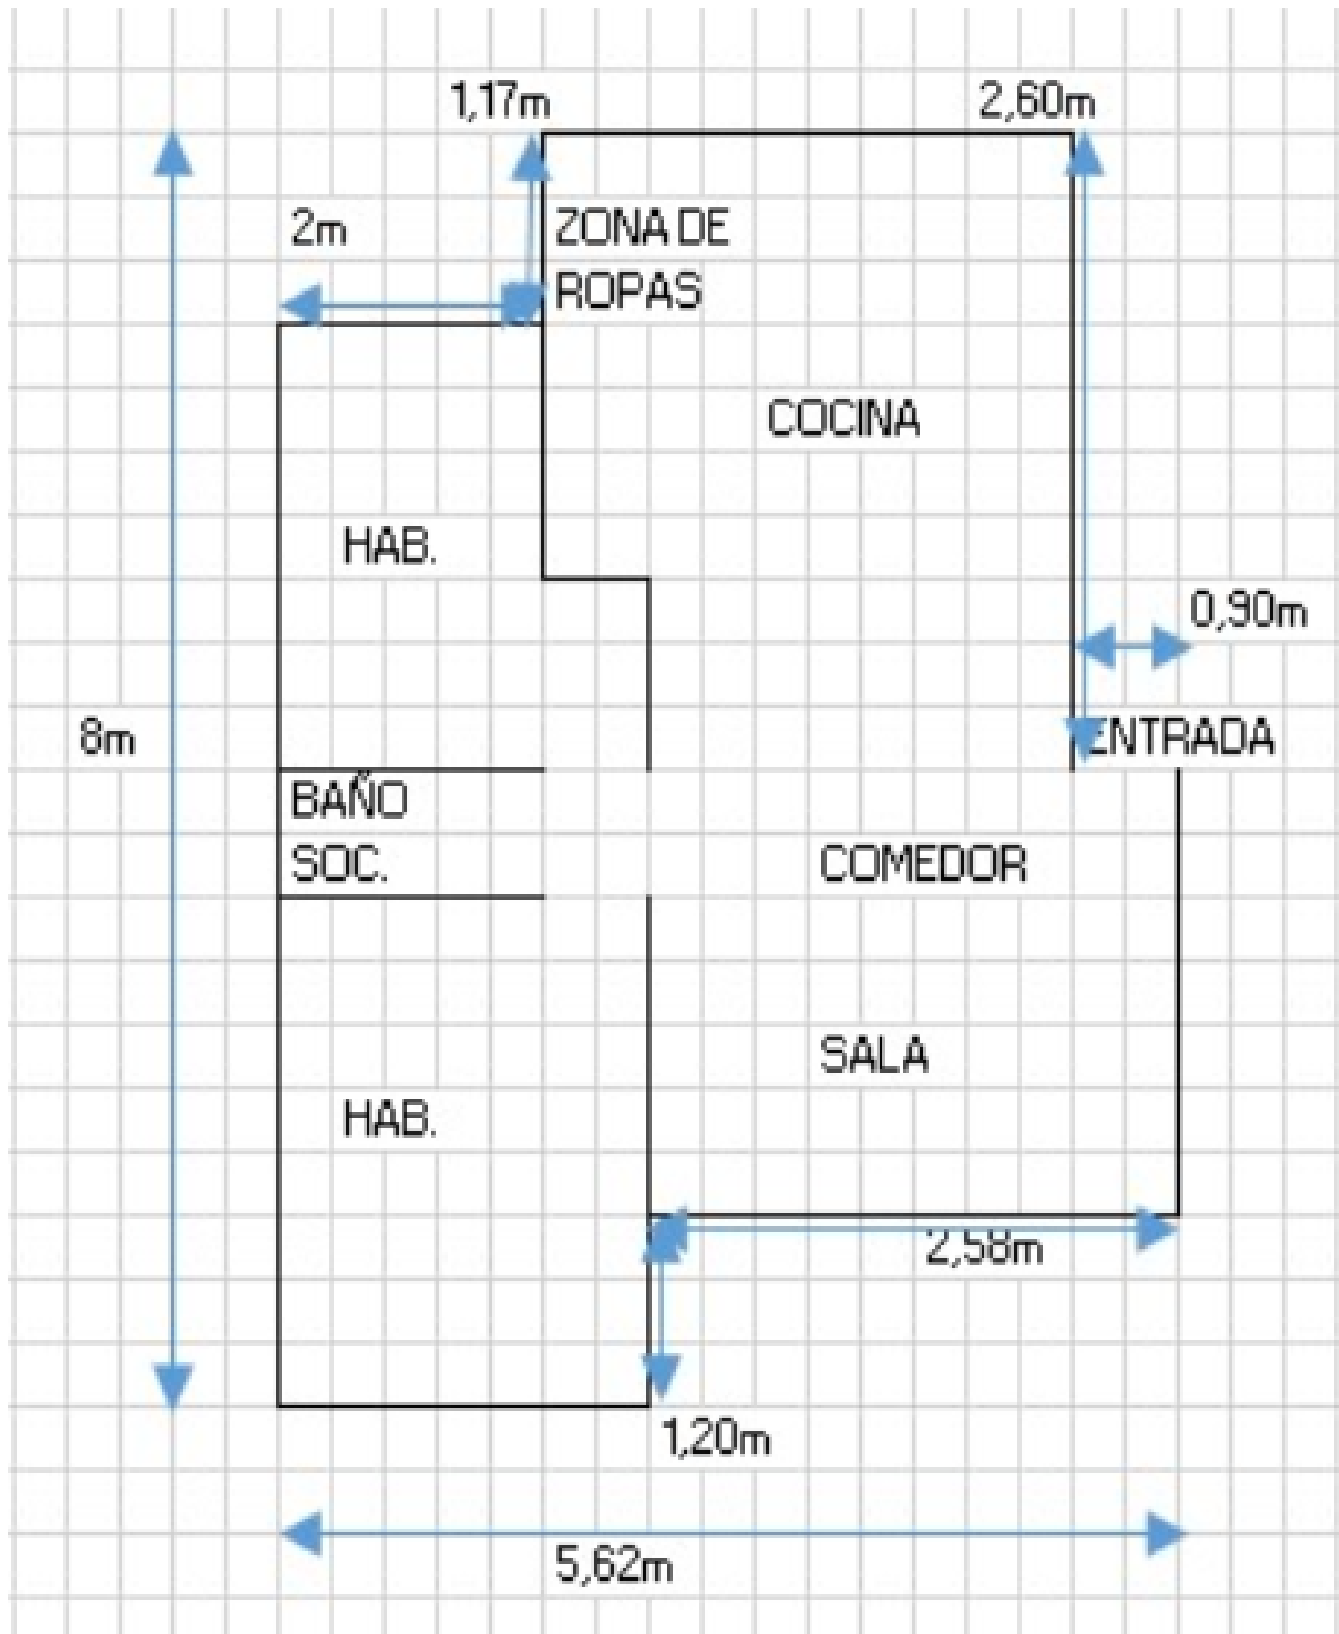 1,17m
2,60m
2m
ZONA DE
ROPAS
COCINA
HAB.
0,90m
8m
ENTRADA
BAÑO
SOC.
COMEDOR
SALA
HAB.
2,58m
1,20m
5,62m